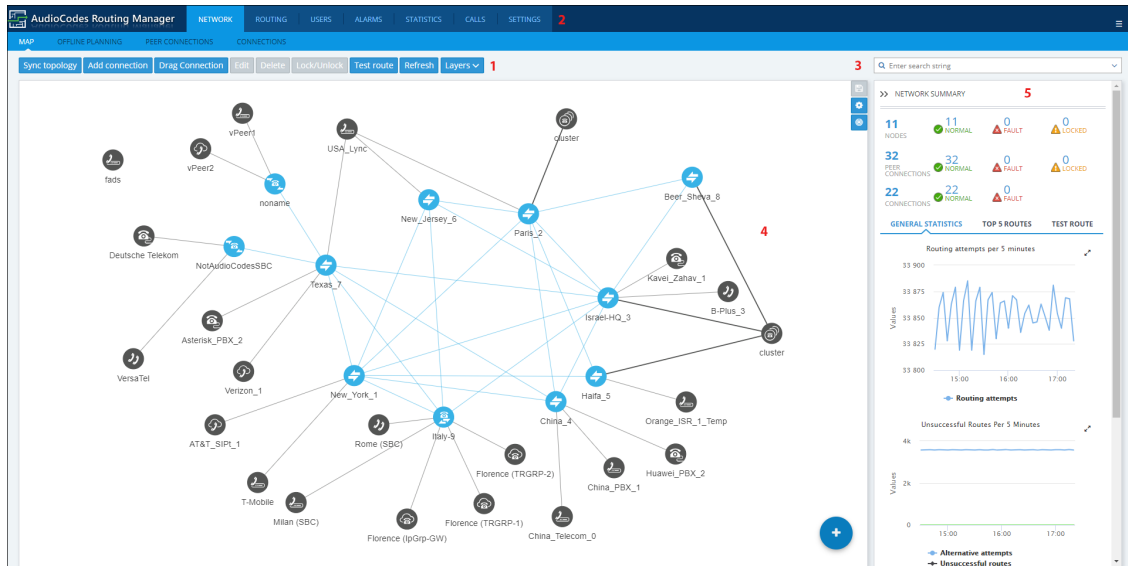 AudioCodes Routing Manager NETWORK ROUTING USERS ALARMS STATISTICS CALLS SETTINGS 2
MAP OFFLINE PLANNING PEER CONNECTIONS CONNECTIONS
Sync topology Add connection Drag Connection Edit Delete Lock/Unlock Test route Refresh Layers 1
3 Enter search string
vPeer1
USA_Lync
cluster
fads
vPeer2
noname
New_Jersey_6
Paris_2
Beer_Sheva_8
4
Deutsche Telekom
NotAudioCodesSBC
Texas_7
Kavei_Zahav_1
B-Plus_3
Israel-HQ_3
Asterisk_PBX_2
cluster
VersaTel
Verizon_1
New_York_1
Haifa_5
AT&T_SIPt_1
Rome (SBC)
Italy-9
China_4
Orange_ISR_1_Temp
Florence (TRGRP-2)
Huawei_PBX_2
China_PBX_1
T-Mobile
Milan (SBC)
Florence (TRGRP-1)
Florence (IpGrp-GW)
China_Telecom_0
NETWORK SUMMARY 5
11 NODES 11 NORMAL 0 FAULT 0 LOCKED
32 PEER CONNECTIONS 32 NORMAL 0 FAULT 0 LOCKED
22 CONNECTIONS 22 NORMAL 0 FAULT
GENERAL STATISTICS TOP 5 ROUTES TEST ROUTE
Routing attempts per 5 minutes
33 900
33 875
33 850
33 825
33 800
Values
15:00 16:00 17:00
Routing attempts
Unsuccessful Routes Per 5 Minutes
4k
2k
0
Values
15:00 16:00 17:00
Alternative attempts
Unsuccessful routes